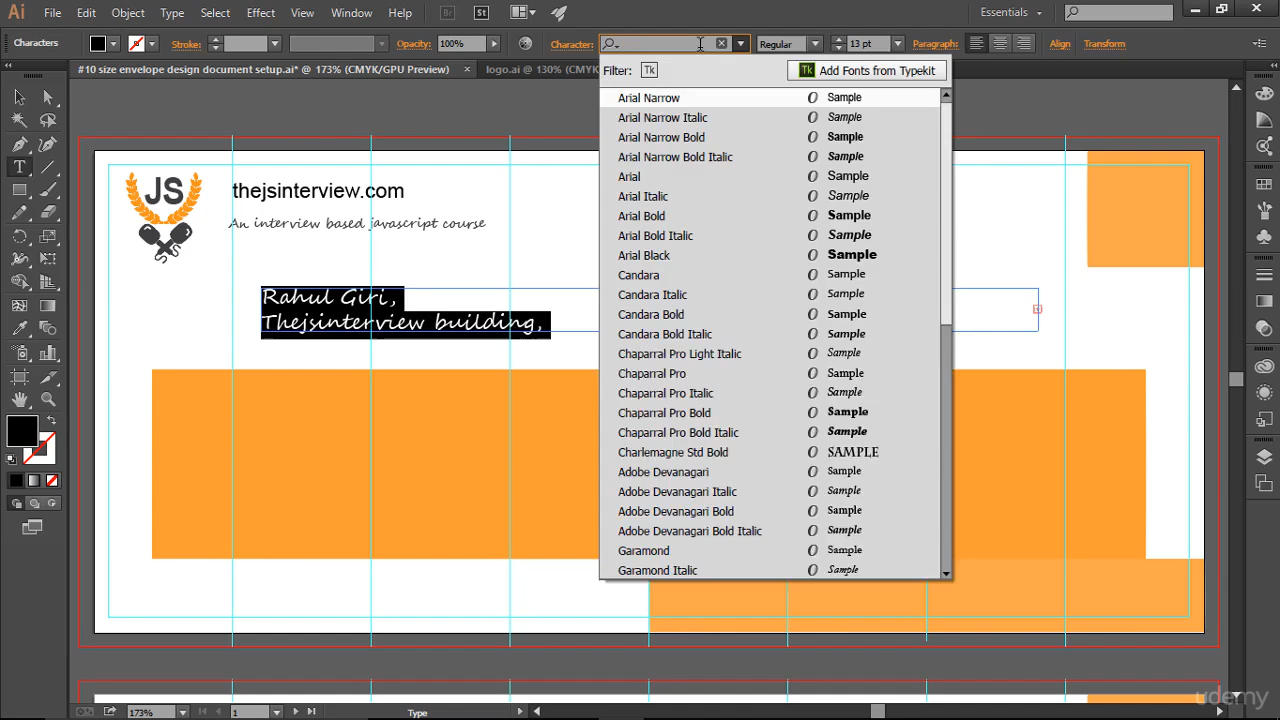 Ai File Edit Object Type Select Effect View Window Help Br St Essentials
Characters Stroke: Opacity: 100% Character: Regular 13 pt Paragraph: Align Transform
#10 size envelope design document setup.ai* @ 173% (CMYK/GPU Preview) × logo.ai @ 130% (CMYK
Filter: Tk Tk Add Fonts from Typekit
Arial Narrow O Sample
Arial Narrow Italic O Sample
Arial Narrow Bold O Sample
Arial Narrow Bold Italic O Sample
Arial O Sample
Arial Italic O Sample
Arial Bold O Sample
Arial Bold Italic O Sample
Arial Black O Sample
Candara O Sample
Candara Italic O Sample
Candara Bold O Sample
Candara Bold Italic O Sample
Chaparral Pro Light Italic O Sample
Chaparral Pro O Sample
Chaparral Pro Italic O Sample
Chaparral Pro Bold O Sample
Chaparral Pro Bold Italic O Sample
Charlemagne Std Bold O SAMPLE
Adobe Devanagari O Sample
Adobe Devanagari Italic O Sample
Adobe Devanagari Bold O Sample
Adobe Devanagari Bold Italic O Sample
Garamond O Sample
Garamond Italic O Sample
T
JS
thejsinterview.com
An interview based javascript course
Rahul Giri,
Thejsinterview building,
173% 1 Type
udemy